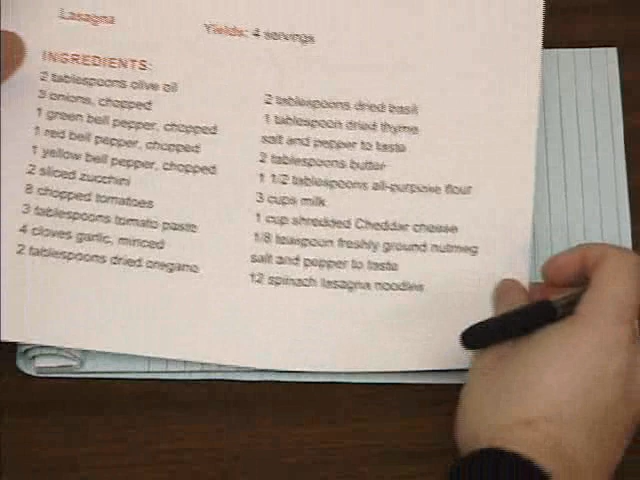 Lasagna
Yields: 4 servings
INGREDIENTS:
2 tablespoons olive oil
3 onions, chopped
1 green bell pepper, chopped
1 red bell pepper, chopped
1 yellow bell pepper, chopped
2 sliced zucchini
8 chopped tomatoes
3 tablespoons tomato paste
4 cloves garlic, minced
2 tablespoons dried oregano
2 tablespoons dried basil
1 tablespoon dried thyme
salt and pepper to taste
2 tablespoons butter
1 1/2 tablespoons all-purpose flour
3 cups milk
1 cup shredded Cheddar cheese
1/8 teaspoon freshly ground nutmeg
salt and pepper to taste
12 spinach lasagna noodles